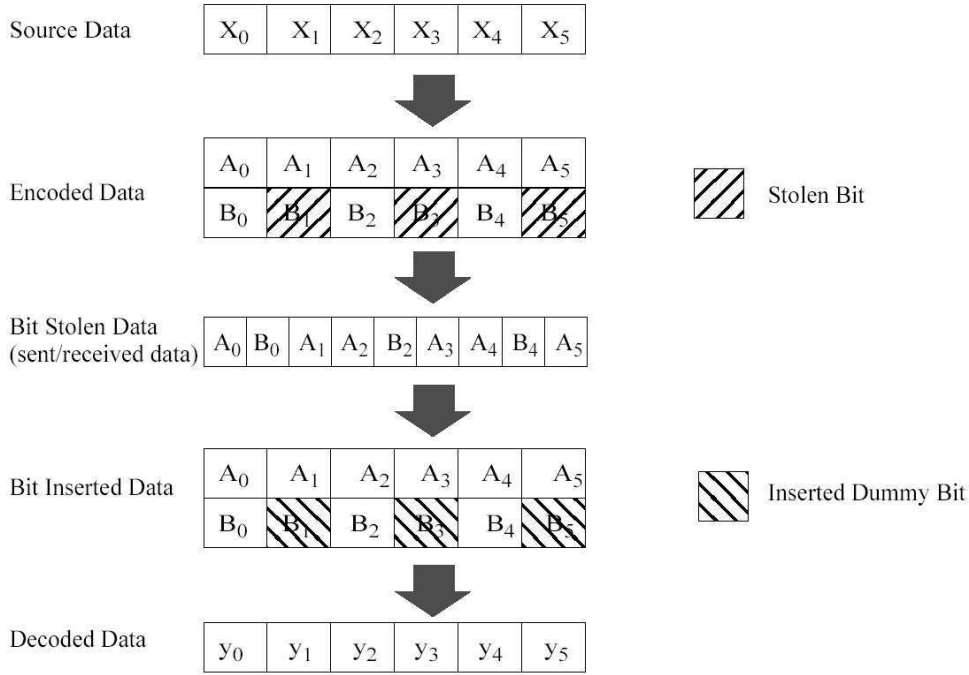 Source Data X₀ X₁ X₂ X₃ X₄ X₅
A₀ A₁ A₂ A₃ A₄ A₅
Encoded Data
B₀ B₁ B₂ B₃ B₄ B₅
Stolen Bit
Bit Stolen Data
(sent/received data)
A₀ B₀ A₁ A₂ B₂ A₃ A₄ B₄ A₅
A₀ A₁ A₂ A₃ A₄ A₅
Bit Inserted Data
B₀ B₁ B₂ B₃ B₄ B₅
Inserted Dummy Bit
Decoded Data y₀ y₁ y₂ y₃ y₄ y₅